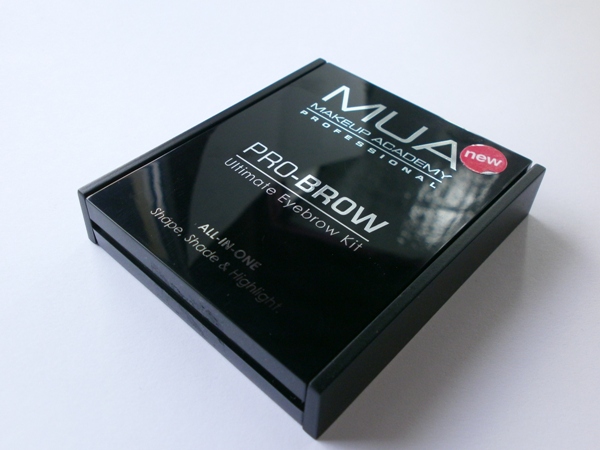 MUA
MAKEUP ACADEMY
PROFESSIONAL
new
PRO-BROW
Ultimate Eyebrow Kit
ALL-IN-ONE
Shape, Shade & Highlight